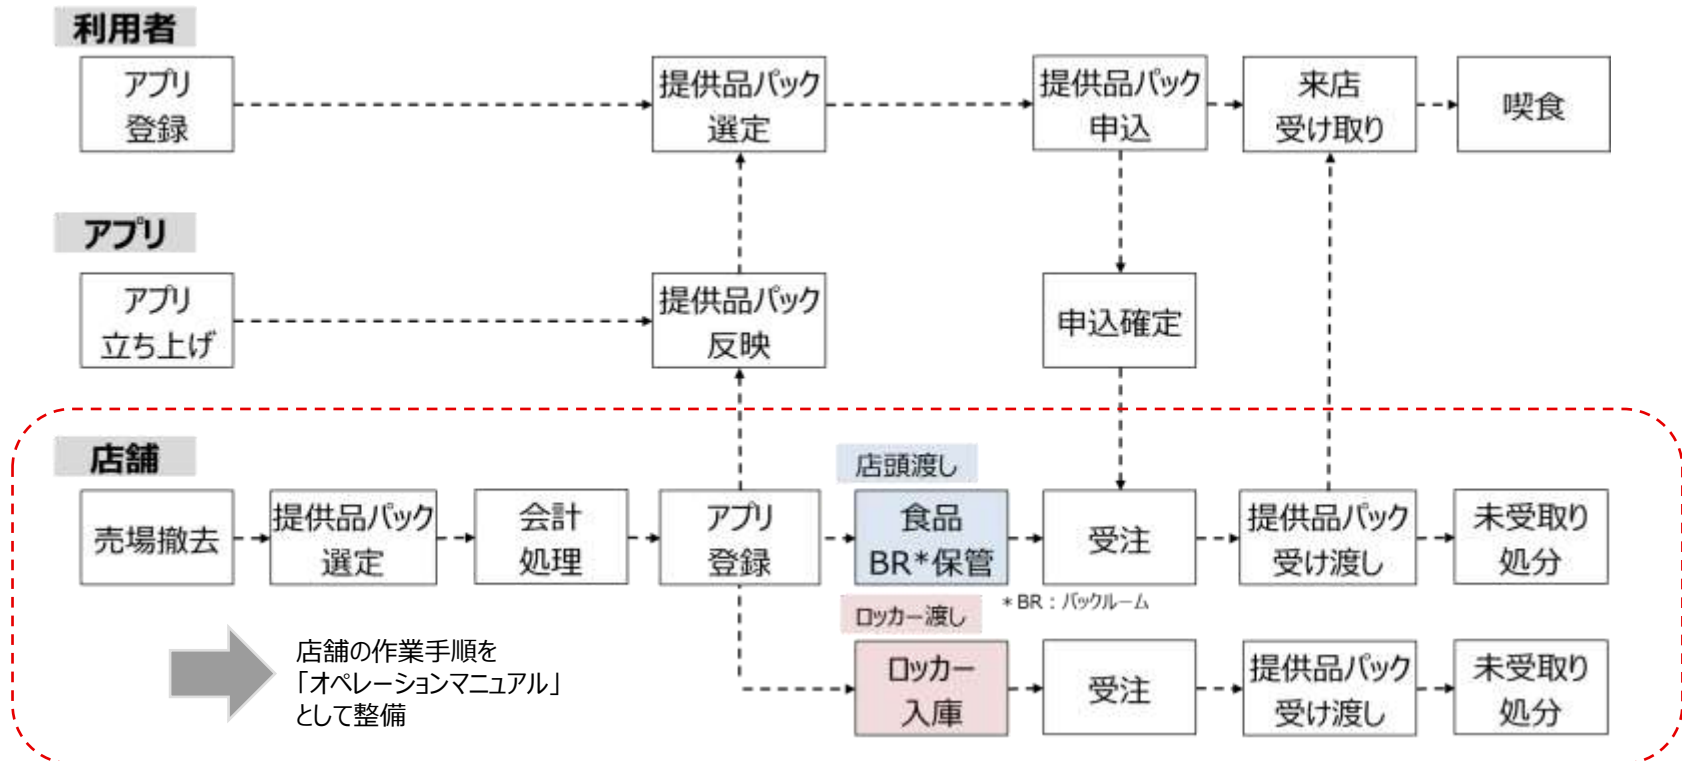 利用者
アプリ
登録
提供品パック
選定
提供品パック
申込
来店
受け取り
喫食
アプリ
アプリ
立ち上げ
提供品パック
反映
申込確定
店舗
売場撤去
提供品パック
選定
会計
処理
アプリ
登録
店頭渡し
食品
BR*保管
受注
提供品パック
受け渡し
未受取り
処分
*BR:バックルーム
ロッカー渡し
ロッカー
入庫
受注
提供品パック
受け渡し
未受取り
処分
店舗の作業手順を
「オペレーションマニュアル」
として整備